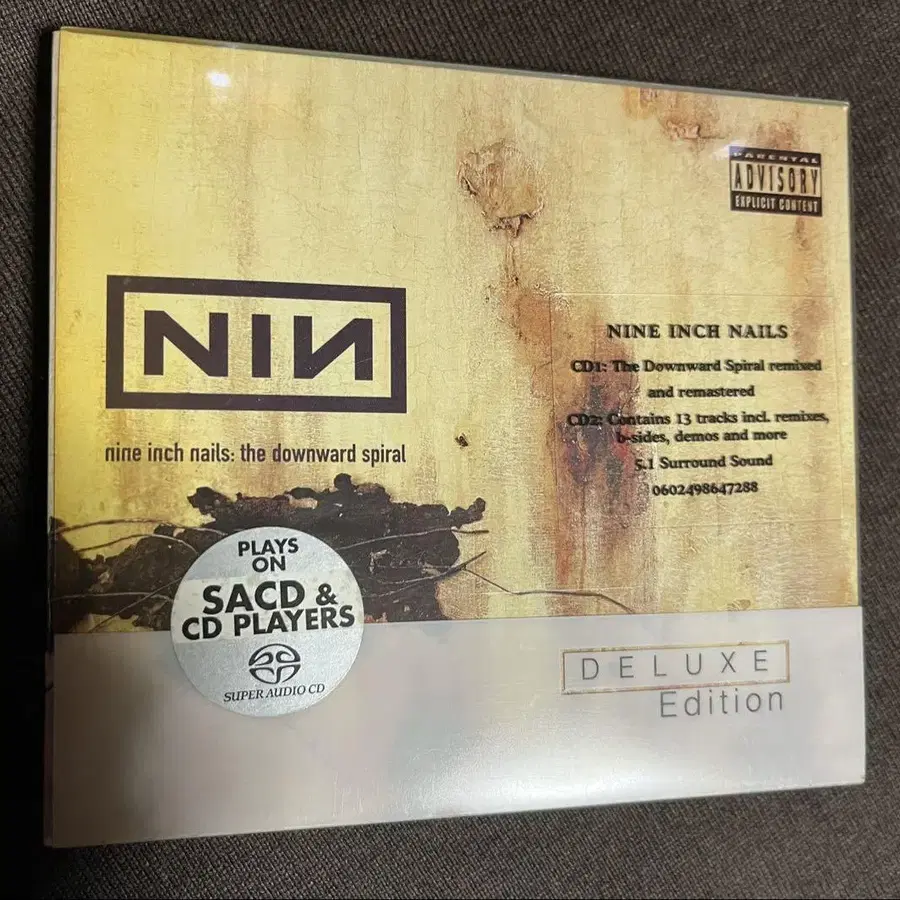 PARENTAL
ADVISORY
EXPLICIT CONTENT
NIИ
nine inch nails: the downward spiral
NINE INCH NAILS
CD1: The Downward Spiral remixed
and remastered
CD2: Contains 13 tracks incl. remixes,
b-sides, demos and more
5.1 Surround Sound
0602498647288
PLAYS
ON
SACD &
CD PLAYERS
SUPER AUDIO CD
DELUXE
Edition